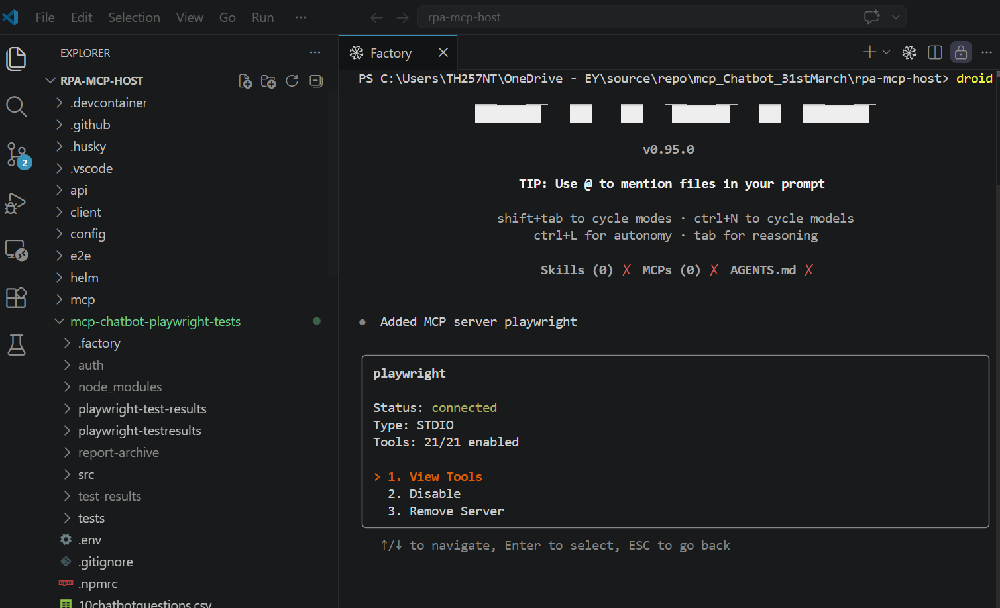 File Edit Selection View Go Run ...
rpa-mcp-host
EXPLORER
RPA-MCP-HOST
.devcontainer
.github
.husky
.vscode
api
client
config
e2e
helm
mcp
mcp-chatbot-playwright-tests
.factory
auth
node_modules
playwright-test-results
playwright-testresults
report-archive
src
test-results
tests
.env
.gitignore
.npmrc
10chatbotquestions.csv
2
Factory
PS C:\Users\TH257NT\OneDrive - EY\source\repo\mcp_Chatbot_31stMarch\rpa-mcp-host> droid
v0.95.0
TIP: Use @ to mention files in your prompt
shift+tab to cycle modes · ctrl+N to cycle models
ctrl+L for autonomy · tab for reasoning
Skills (0) ✗ MCPs (0) ✗ AGENTS.md ✗
● Added MCP server playwright
playwright
Status: connected
Type: STDIO
Tools: 21/21 enabled
> 1. View Tools
2. Disable
3. Remove Server
↑/↓ to navigate, Enter to select, ESC to go back